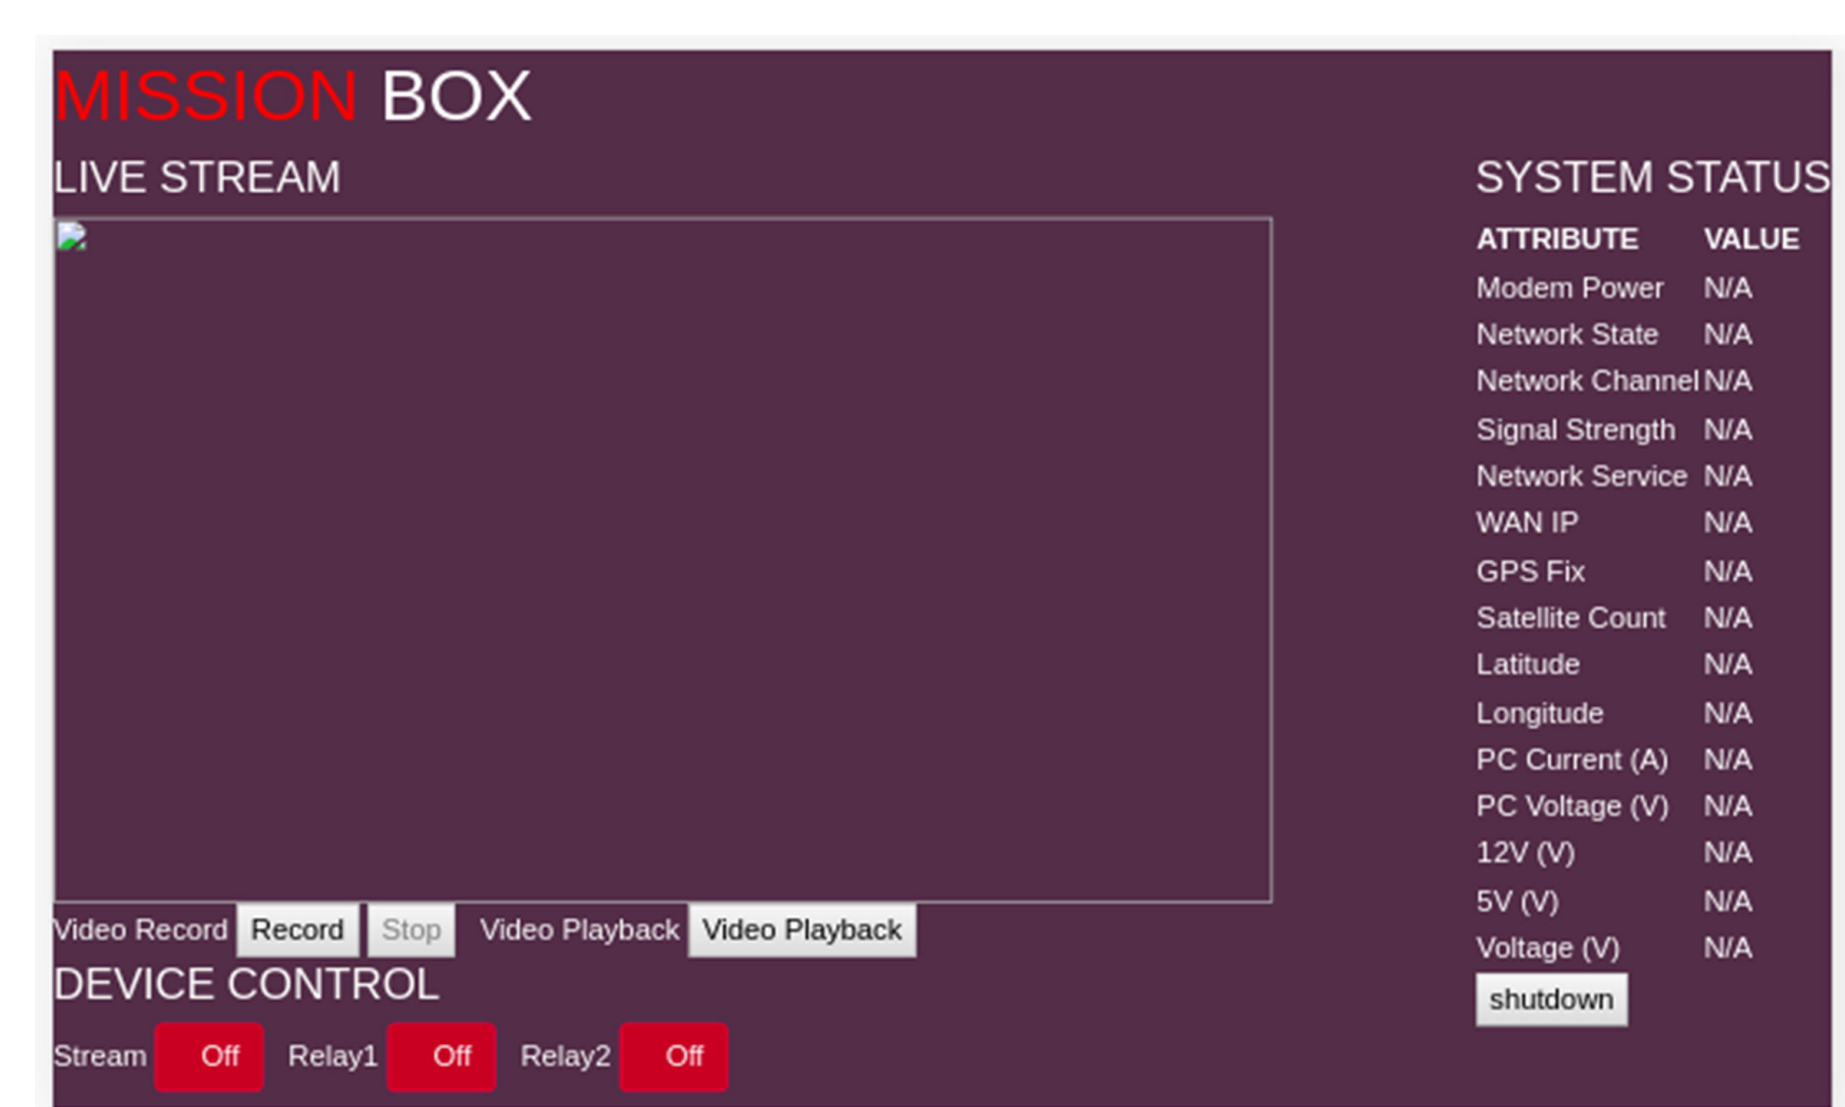 MISSION BOX
LIVE STREAM
Video Record Record Stop Video Playback Video Playback
DEVICE CONTROL
Stream Off Relay1 Off Relay2 Off
SYSTEM STATUS
ATTRIBUTE VALUE
Modem Power N/A
Network State N/A
Network Channel N/A
Signal Strength N/A
Network Service N/A
WAN IP N/A
GPS Fix N/A
Satellite Count N/A
Latitude N/A
Longitude N/A
PC Current (A) N/A
PC Voltage (V) N/A
12V (V) N/A
5V (V) N/A
Voltage (V) N/A
shutdown